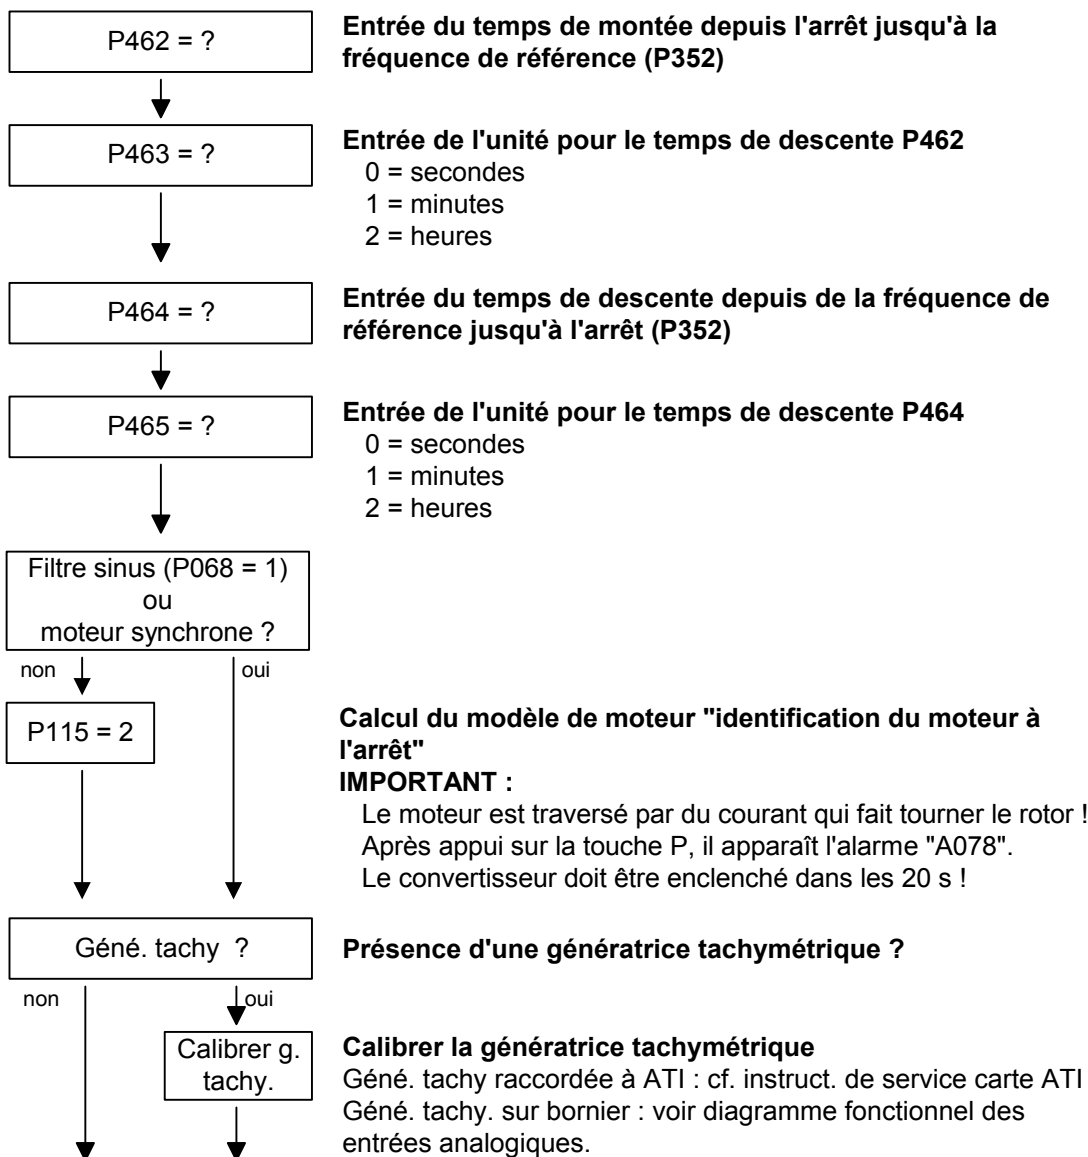 P462 = ?
Entrée du temps de montée depuis l'arrêt jusqu'à la
fréquence de référence (P352)
P463 = ?
Entrée de l'unité pour le temps de descente P462
0 = secondes
1 = minutes
2 = heures
P464 = ?
Entrée du temps de descente depuis de la fréquence de
référence jusqu'à l'arrêt (P352)
P465 = ?
Entrée de l'unité pour le temps de descente P464
0 = secondes
1 = minutes
2 = heures
Filtre sinus (P068 = 1)
ou
moteur synchrone ?
non
oui
P115 = 2
Calcul du modèle de moteur "identification du moteur à
l'arrêt"
IMPORTANT :
Le moteur est traversé par du courant qui fait tourner le rotor !
Après appui sur la touche P, il apparaît l'alarme "A078".
Le convertisseur doit être enclenché dans les 20 s !
Géné. tachy ?
Présence d'une génératrice tachymétrique ?
non
oui
Calibrer g.
tachy.
Calibrer la génératrice tachymétrique
Géné. tachy raccordée à ATI : cf. instruct. de service carte ATI
Géné. tachy. sur bornier : voir diagramme fonctionnel des
entrées analogiques.